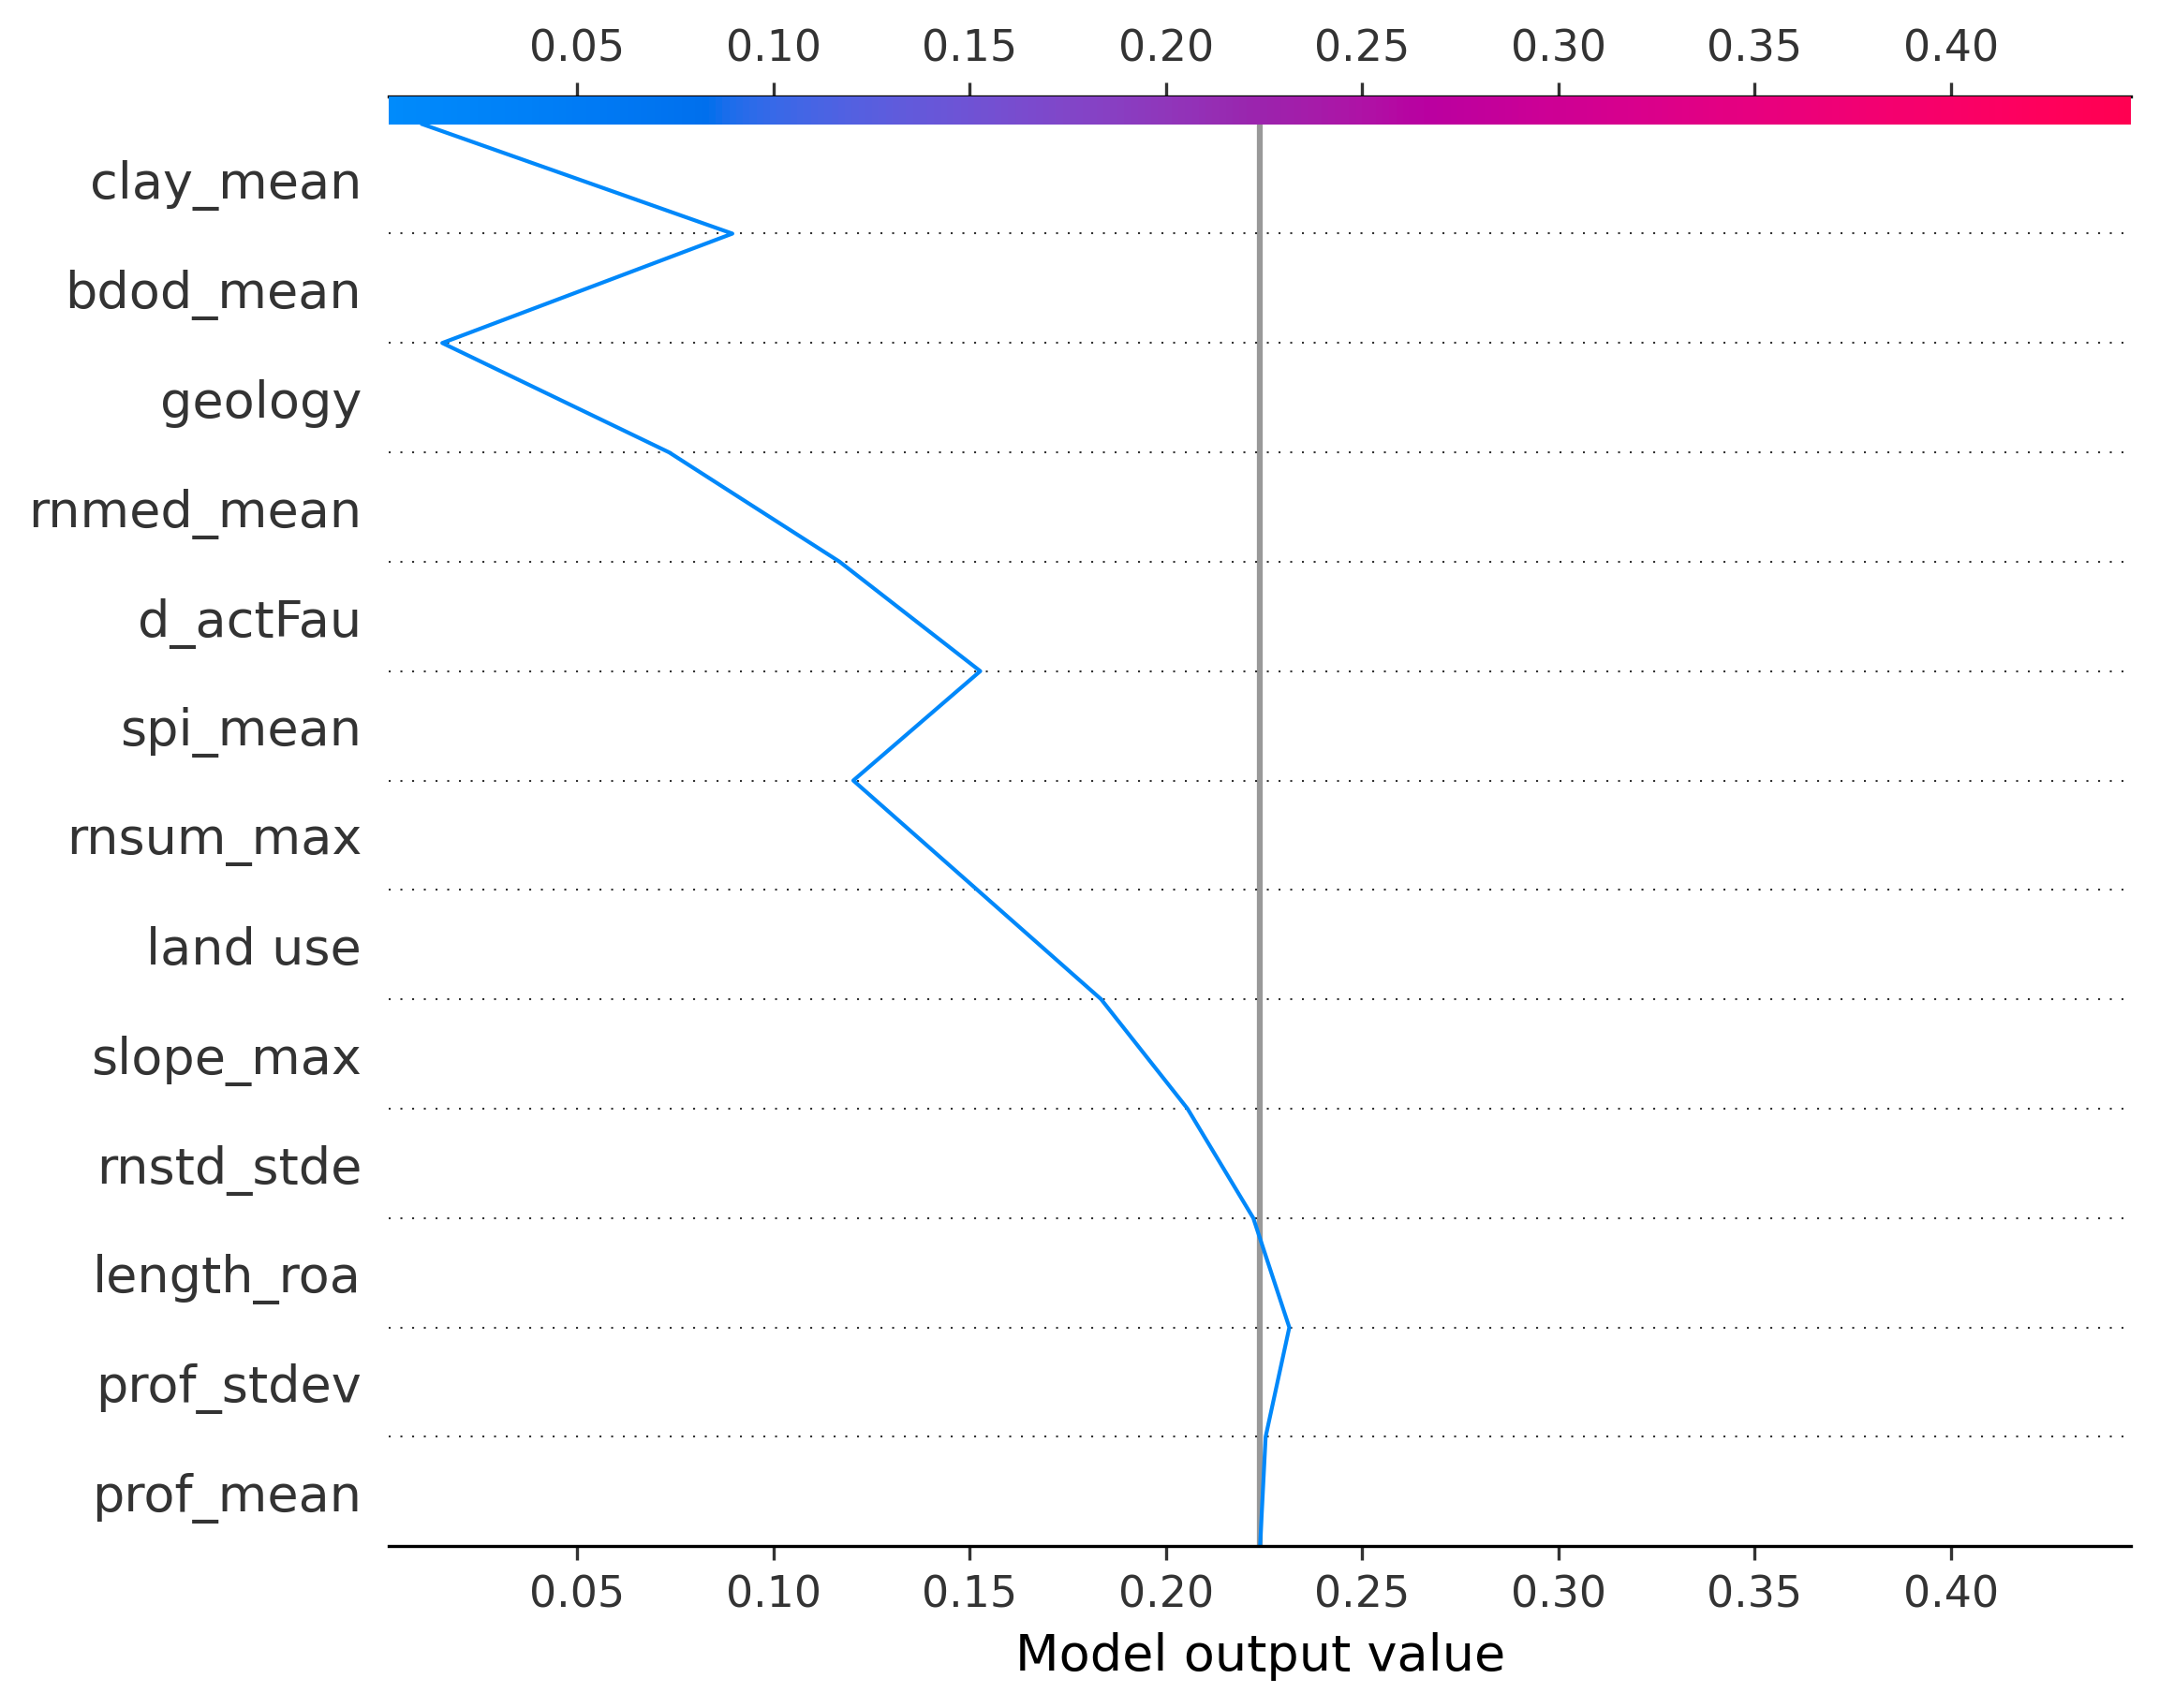 0.05 0.10 0.15 0.20 0.25 0.30 0.35 0.40
clay_mean
bdod_mean
geology
rnmed_mean
d_actFau
spi_mean
rnsum_max
land use
slope_max
rnstd_stde
length_roa
prof_stdev
prof_mean
0.05 0.10 0.15 0.20 0.25 0.30 0.35 0.40
Model output value